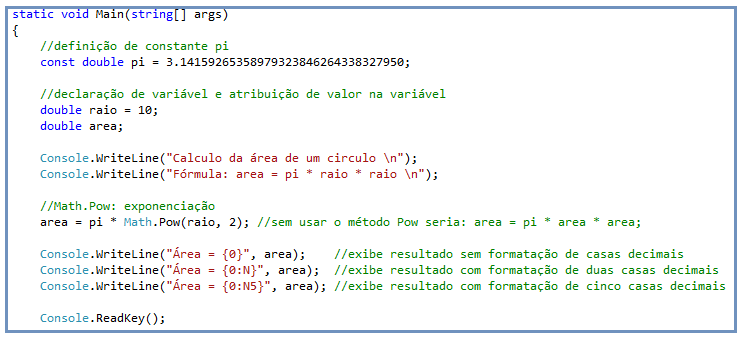 static void Main(string[] args)
{
//definição de constante pi
const double pi = 3.14159265358979323846264338327950;
//declaração de variável e atribuição de valor na variável
double raio = 10;
double area;
Console.WriteLine("Calculo da área de um circulo \n");
Console.WriteLine("Fórmula: area = pi * raio * raio \n");
//Math.Pow: exponenciação
area = pi * Math.Pow(raio, 2); //sem usar o método Pow seria: area = pi * area * area;
Console.WriteLine("Área = {0}", area);    //exibe resultado sem formatação de casas decimais
Console.WriteLine("Área = {0:N}", area);  //exibe resultado com formatação de duas casas decimais
Console.WriteLine("Área = {0:N5}", area); //exibe resultado com formatação de cinco casas decimais
Console.ReadKey();